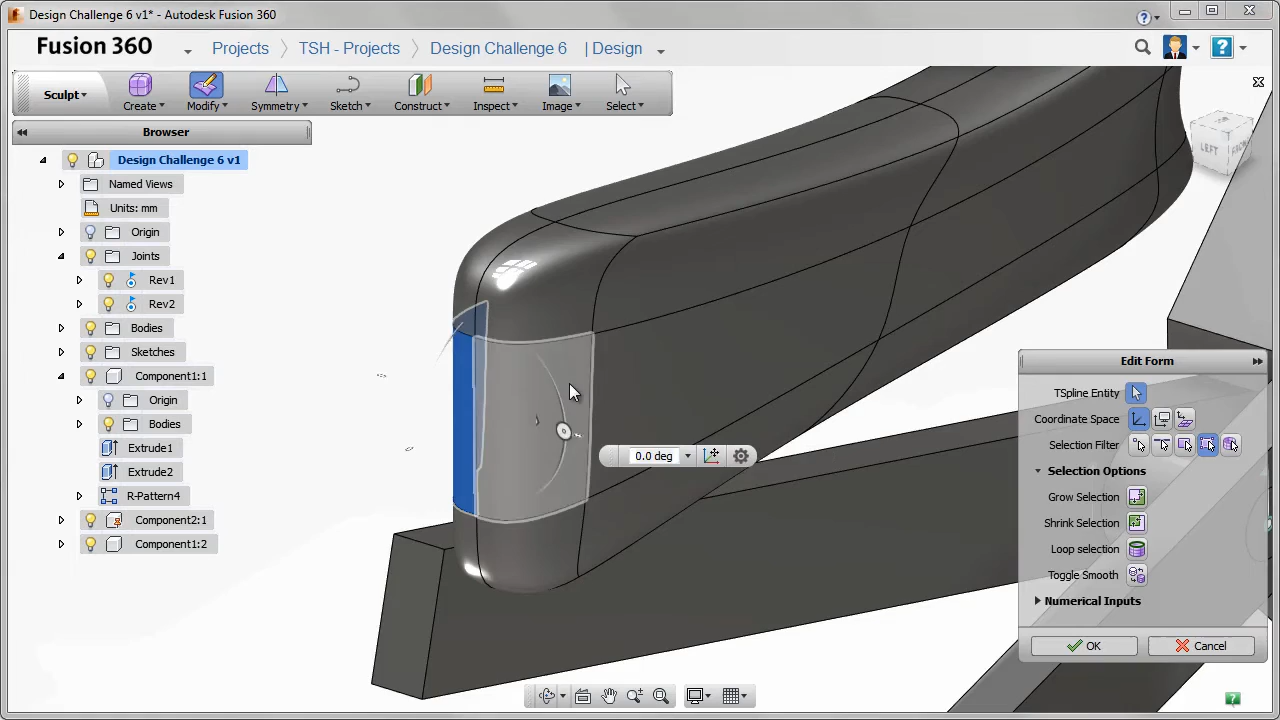 Design Challenge 6 v1* - Autodesk Fusion 360
Fusion 360
Projects
TSH - Projects
Design Challenge 6
| Design
Sculpt
Create
Modify
Symmetry
Sketch
Construct
Inspect
Image
Select
Browser
Design Challenge 6 v1
Named Views
Units: mm
Origin
Joints
Rev1
Rev2
Bodies
Sketches
Component1:1
Origin
Bodies
Extrude1
Extrude2
R-Pattern4
Component2:1
Component1:2
LEFT
FRONT
0.0 deg
Edit Form
TSpline Entity
Coordinate Space
Selection Filter
Selection Options
Grow Selection
Shrink Selection
Loop selection
Toggle Smooth
Numerical Inputs
OK
Cancel